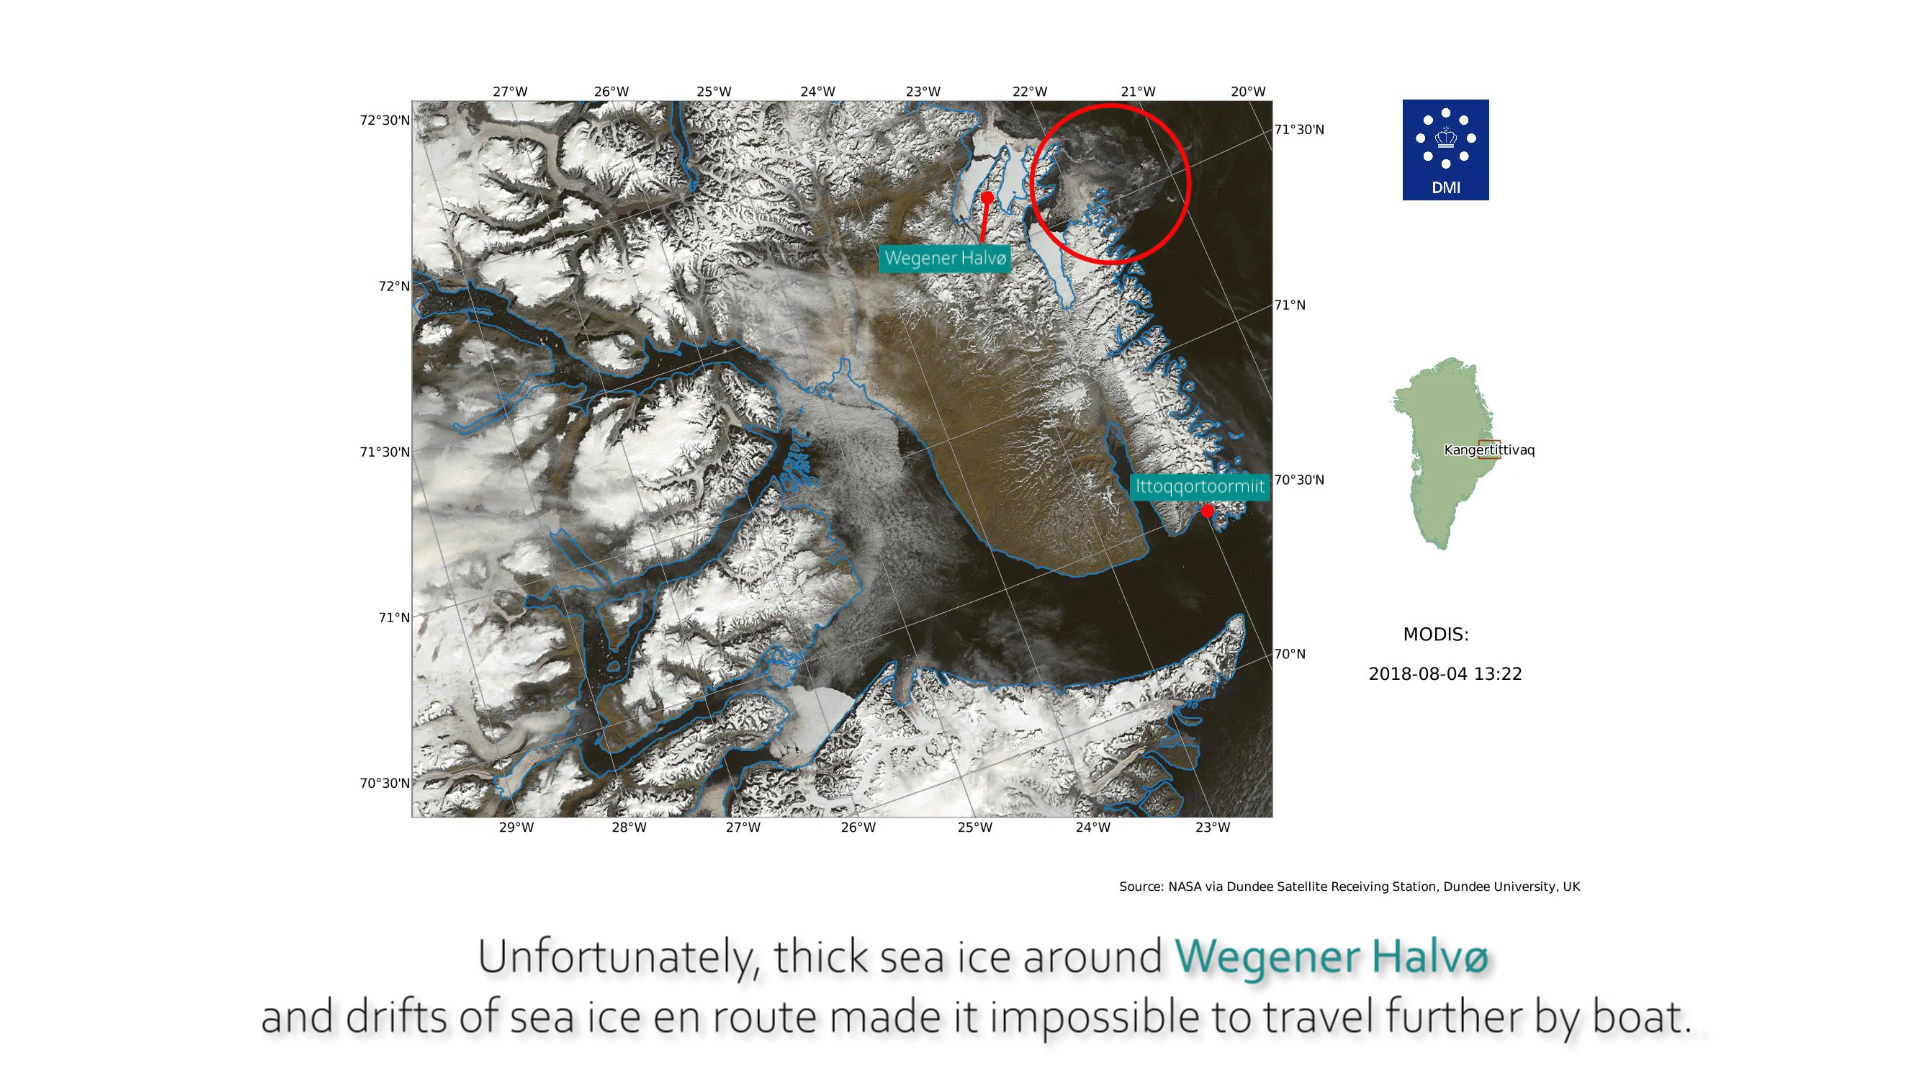 27°W 26°W 25°W 24°W 23°W 22°W 21°W 20°W
72°30'N
71°30'N
DMI
Wegener Halvø
72°N
71°N
Kangertittivaq
71°30'N
70°30'N
Ittoqqortoormiit
71°N
MODIS:
70°N
2018-08-04 13:22
70°30'N
29°W 28°W 27°W 26°W 25°W 24°W 23°W
Source: NASA via Dundee Satellite Receiving Station, Dundee University, UK
Unfortunately, thick sea ice around Wegener Halvø
and drifts of sea ice en route made it impossible to travel further by boat.